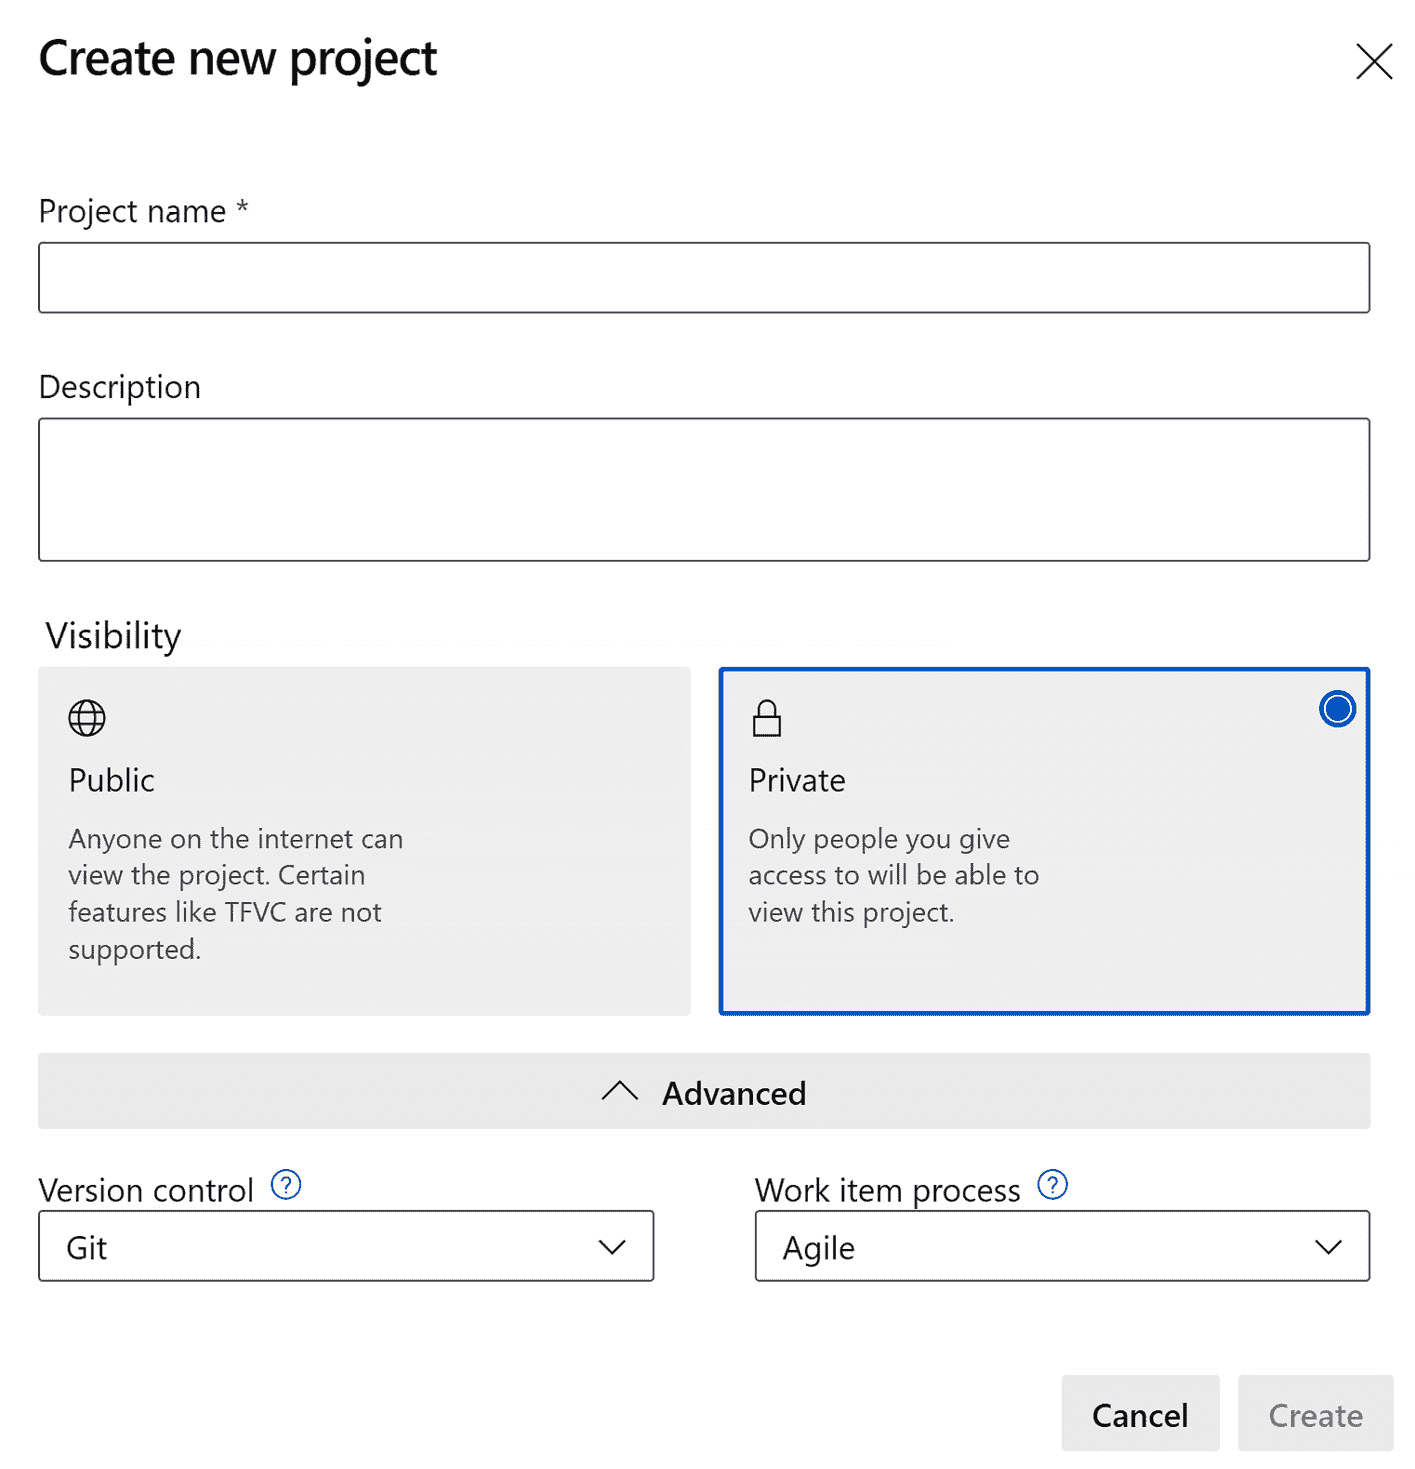 Create new project
Project name *
Description
Visibility
Public
Anyone on the internet can
view the project. Certain
features like TFVC are not
supported.
Private
Only people you give
access to will be able to
view this project.
Advanced
Version control ?
Git
Work item process ?
Agile
Cancel
Create